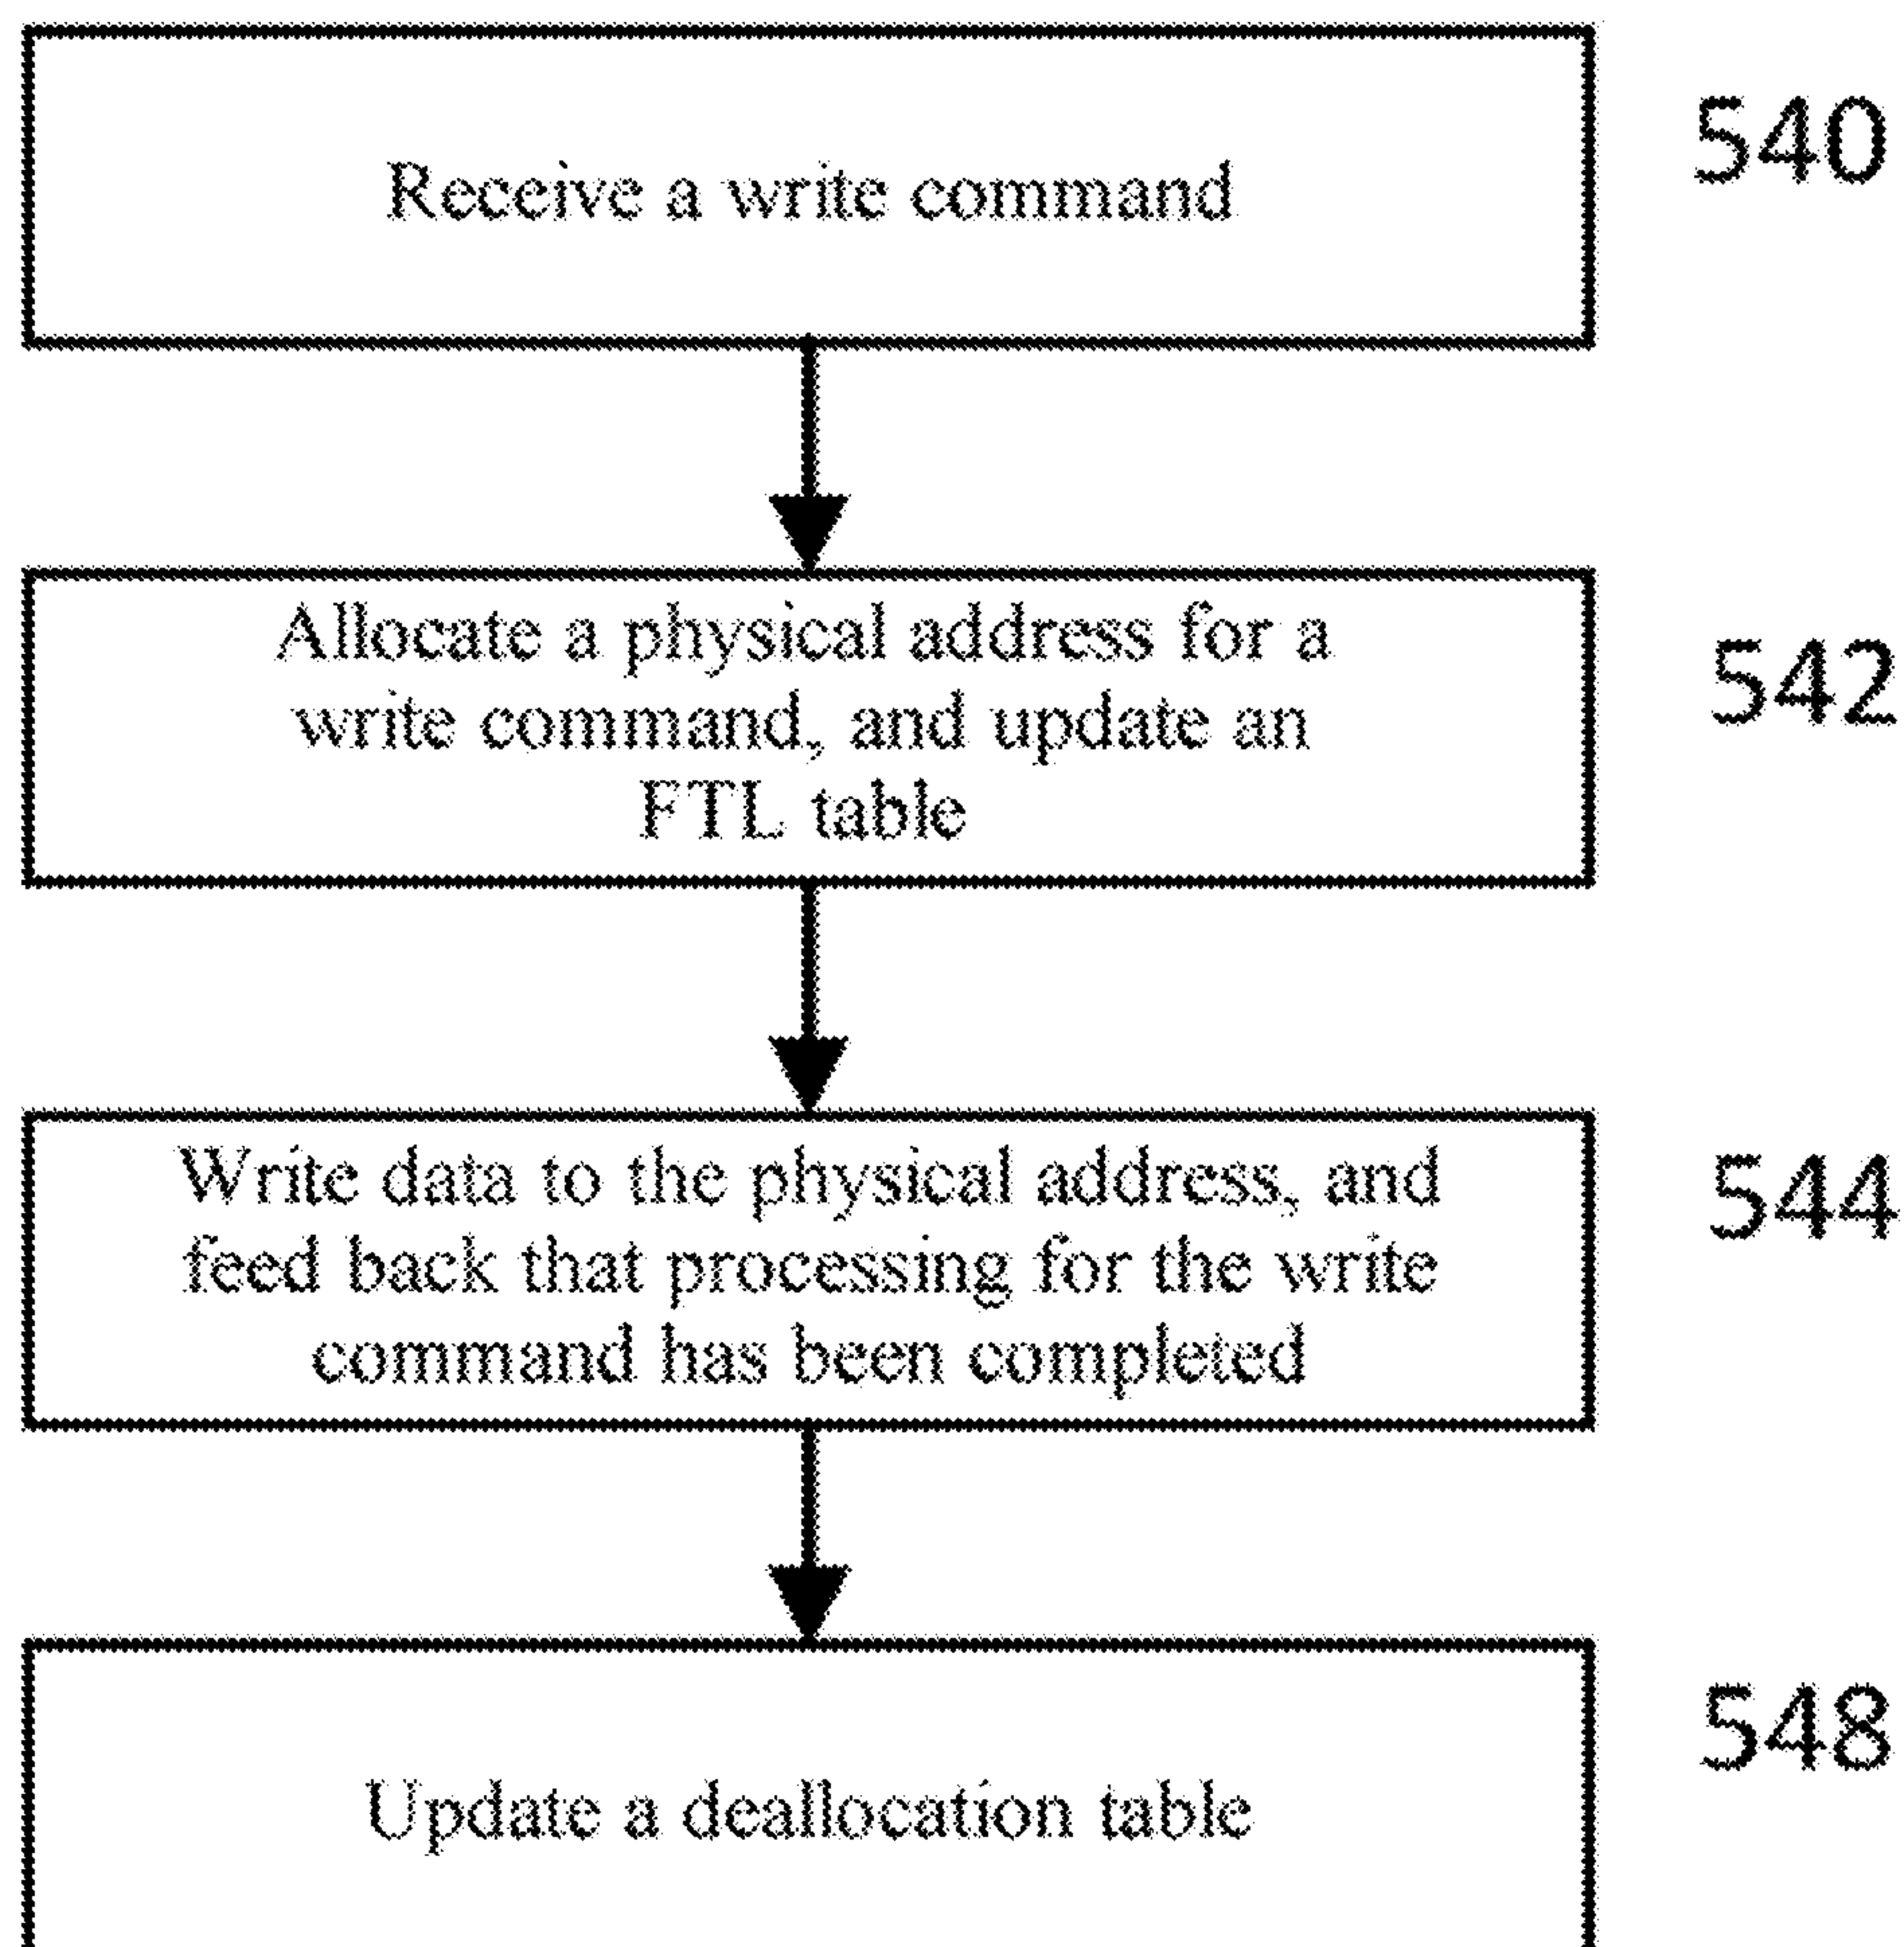 Receive a write command
540
Allocate a physical address for a
write command, and update an
FTL table
542
Write data to the physical address, and
feed back that processing for the write
command has been completed
544
Update a deallocation table
548